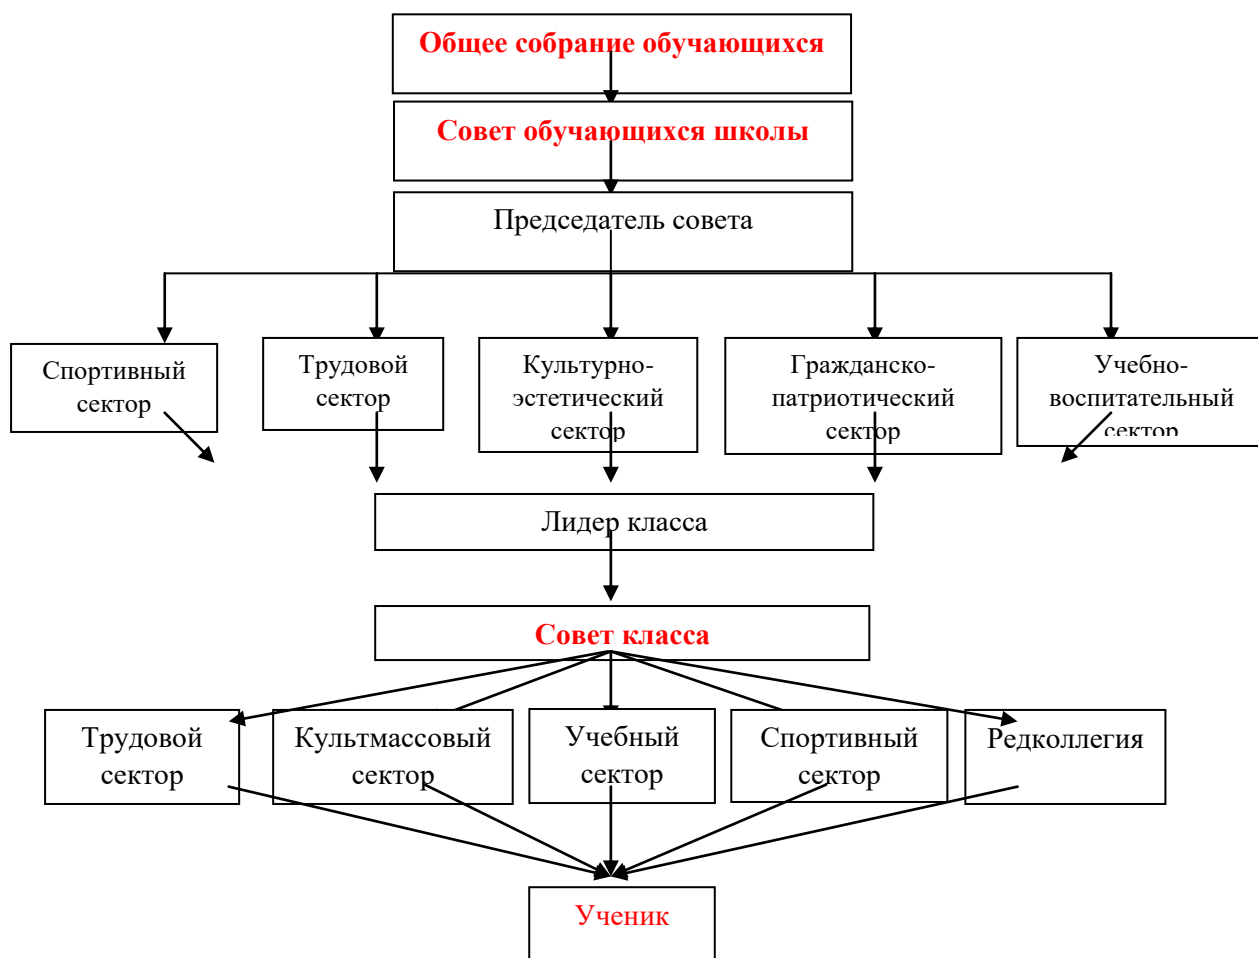 Общее собрание обучающихся
Совет обучающихся школы
Председатель совета
Спортивный
сектор
Трудовой
сектор
Культурно-
эстетический
сектор
Гражданско-
патриотический
сектор
Учебно-
воспитательный
сектор
Лидер класса
Совет класса
Трудовой
сектор
Культмассовый
сектор
Учебный
сектор
Спортивный
сектор
Редколлегия
Ученик